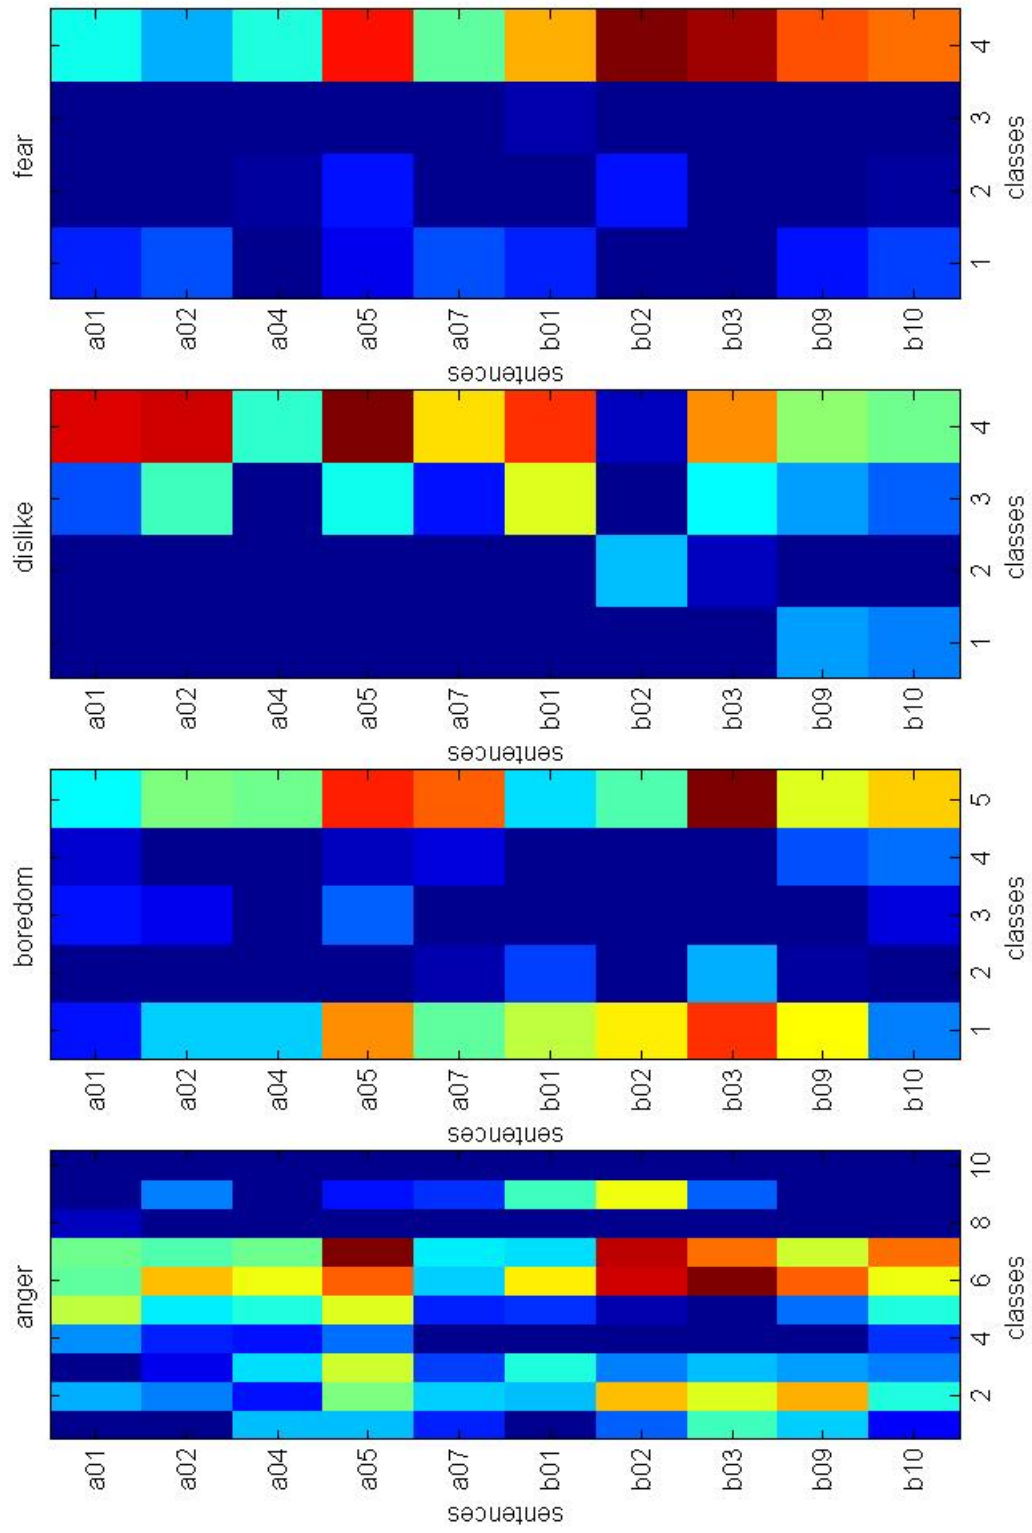 fear
a01
a02
a04
a05
a07
b01
b02
b03
b09
b10
sentences
1 2 3 4
classes
dislike
a01
a02
a04
a05
a07
b01
b02
b03
b09
b10
sentences
1 2 3 4
classes
boredom
a01
a02
a04
a05
a07
b01
b02
b03
b09
b10
sentences
1 2 3 4 5
classes
anger
a01
a02
a04
a05
a07
b01
b02
b03
b09
b10
sentences
2 4 6 8 10
classes